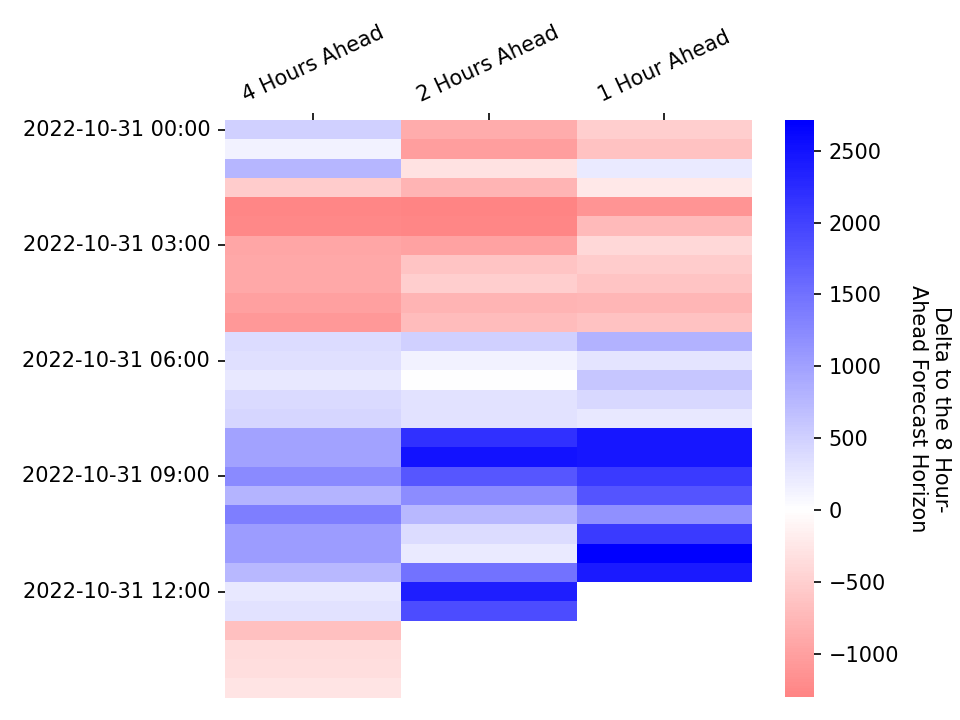 4 Hours Ahead
2 Hours Ahead
1 Hour Ahead
2022-10-31 00:00
2022-10-31 03:00
2022-10-31 06:00
2022-10-31 09:00
2022-10-31 12:00
2500
2000
1500
1000
500
0
−500
−1000
Delta to the 8 Hour-
Ahead Forecast Horizon